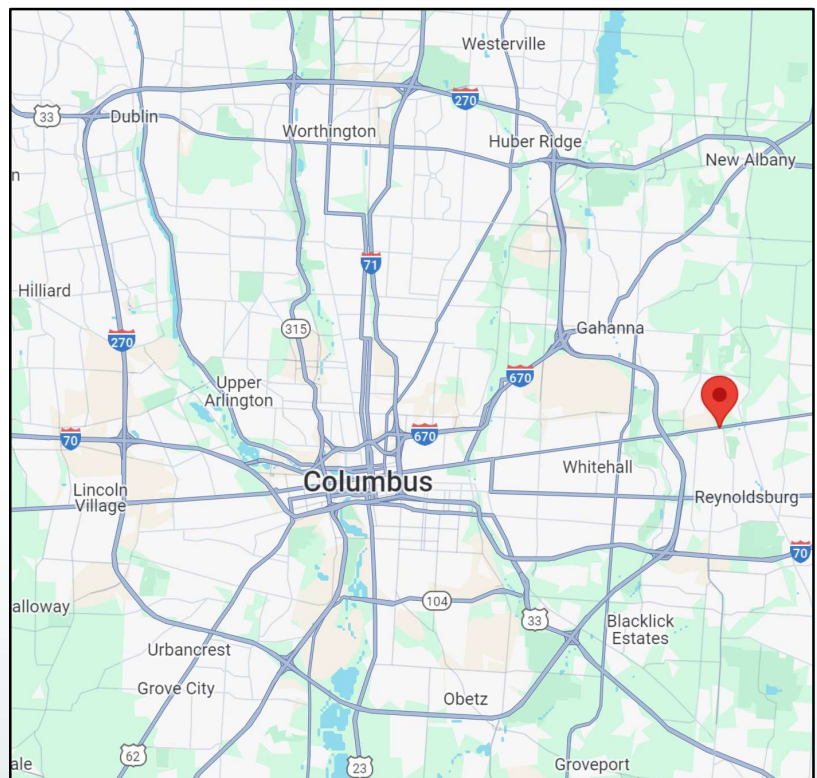 Westerville
270
33
Dublin
Worthington
Huber Ridge
New Albany
n
71
Hilliard
315
Gahanna
270
670
Upper
Arlington
670
70
Whitehall
Columbus
Lincoln
Village
Reynoldsburg
70
104
alloway
33
Blacklick
Estates
Urbancrest
Grove City
Obetz
62
ale
23
Groveport